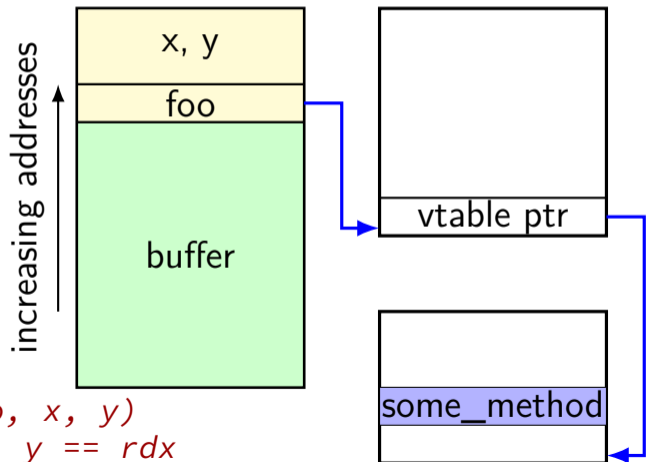 increasing addresses
x, y
foo
buffer
vtable ptr
some_method
, x, y)
y == rdx